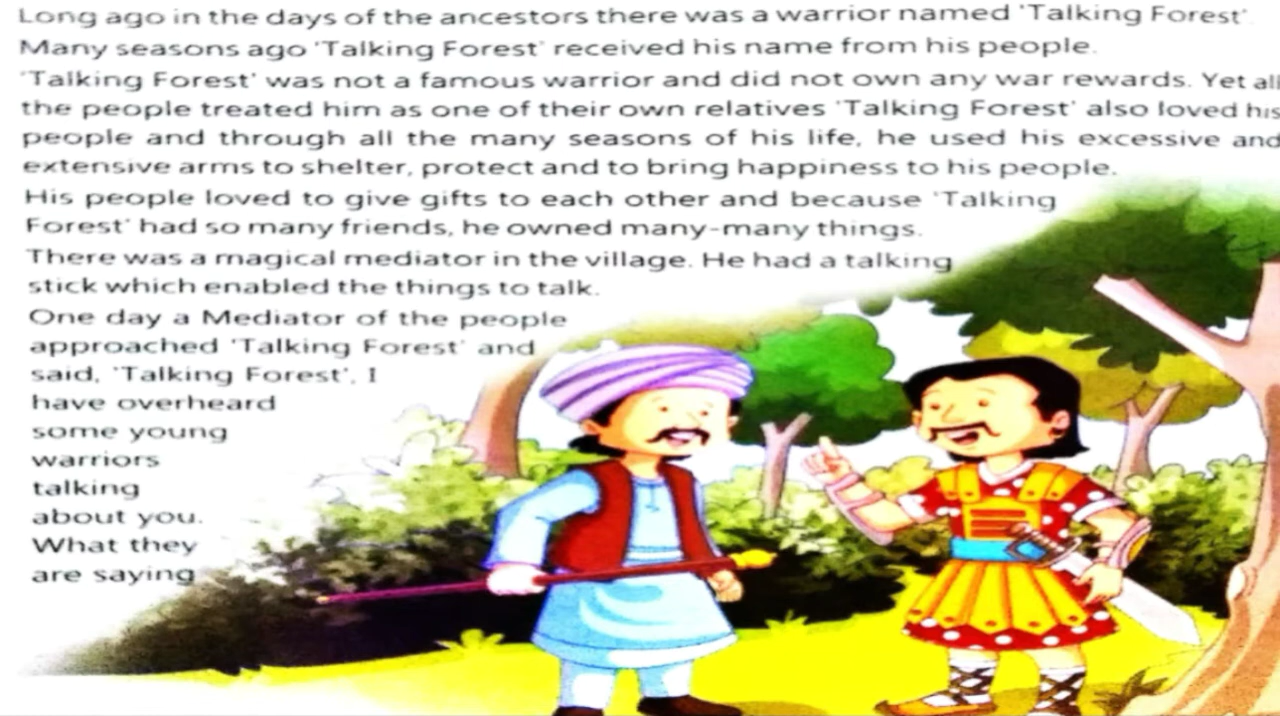 Long ago in the days of the ancestors there was a warrior named 'Talking Forest'.
Many seasons ago 'Talking Forest' received his name from his people.
'Talking Forest' was not a famous warrior and did not own any war rewards. Yet all
the people treated him as one of their own relatives 'Talking Forest' also loved his
people and through all the many seasons of his life, he used his excessive and
extensive arms to shelter, protect and to bring happiness to his people.
His people loved to give gifts to each other and because 'Talking
Forest' had so many friends, he owned many-many things.
There was a magical mediator in the village. He had a talking
stick which enabled the things to talk.
One day a Mediator of the people
approached 'Talking Forest' and
said, 'Talking Forest', I
have overheard
some young
warriors
talking
about you.
What they
are saying